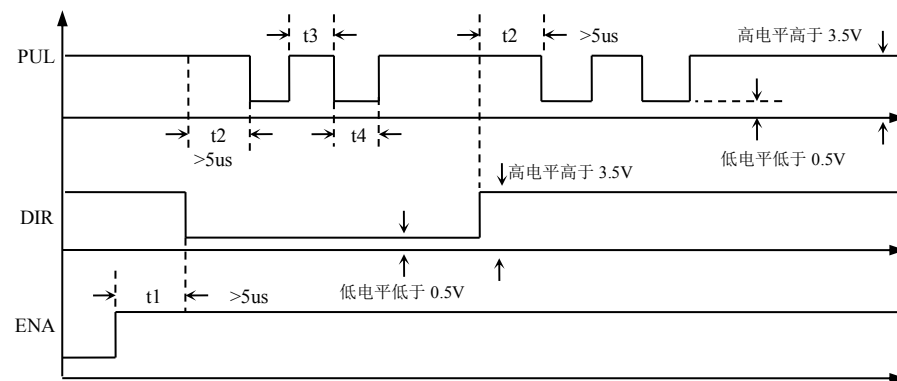 t3 t2 >5us 高电平高于 3.5V
PUL
t2 t4
>5us 低电平低于 0.5V
高电平高于 3.5V
DIR
t1 >5us 低电平低于 0.5V
ENA